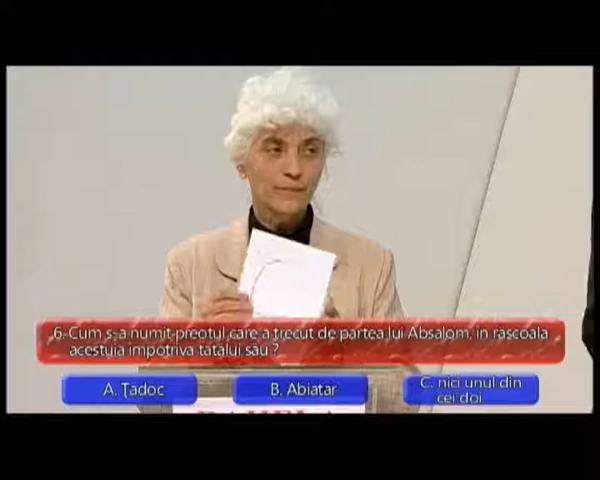 6. Cum s-a numit preotul care a trecut de partea lui Absalom, în răscoala
acestuia împotriva tatălui său ?
A. Țadoc
B. Abiatar
C. nici unul din
cei doi